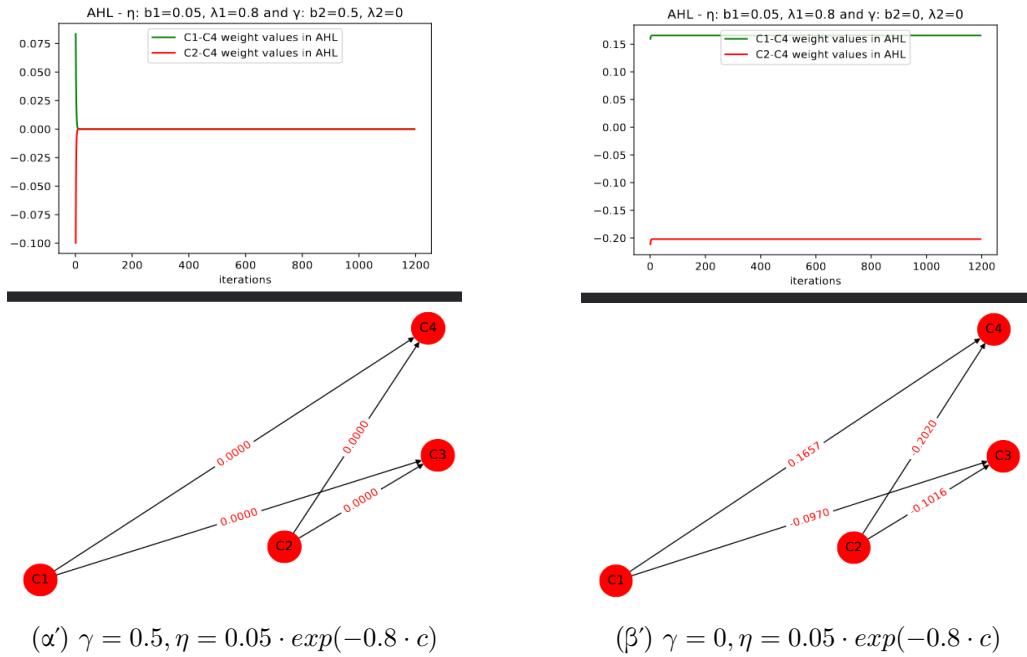 AHL - η: b1=0.05, λ1=0.8 and γ: b2=0.5, λ2=0
C1-C4 weight values in AHL
C2-C4 weight values in AHL
0.075
0.050
0.025
0.000
−0.025
−0.050
−0.075
−0.100
0
200
400
600
800
1000
1200
iterations
AHL - η: b1=0.05, λ1=0.8 and γ: b2=0, λ2=0
C1-C4 weight values in AHL
C2-C4 weight values in AHL
0.15
0.10
0.05
0.00
−0.05
−0.10
−0.15
−0.20
0
200
400
600
800
1000
1200
iterations
C4
0.0000
0.0000
C3
0.0000
0.0000
C2
C1
C4
0.1657
-0.2020
C3
-0.0970
-0.1016
C2
C1
(αʹ) γ = 0.5, η = 0.05 · exp(−0.8 · c)
(βʹ) γ = 0, η = 0.05 · exp(−0.8 · c)